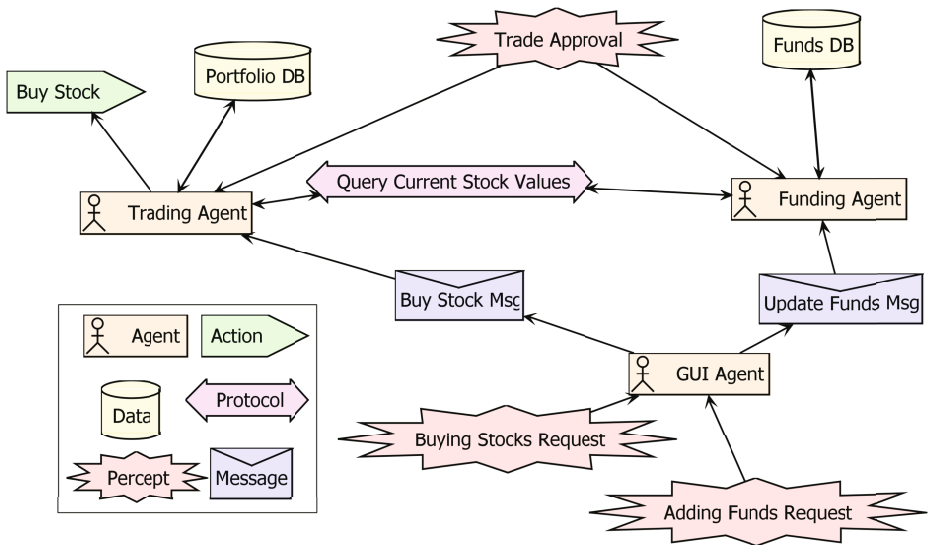 Trade Approval
Funds DB
Portfolio DB
Buy Stock
Query Current Stock Values
Trading Agent
Funding Agent
Buy Stock Msg
Update Funds Msg
Agent
Action
GUI Agent
Data
Protocol
Buying Stocks Request
Percept
Message
Adding Funds Request